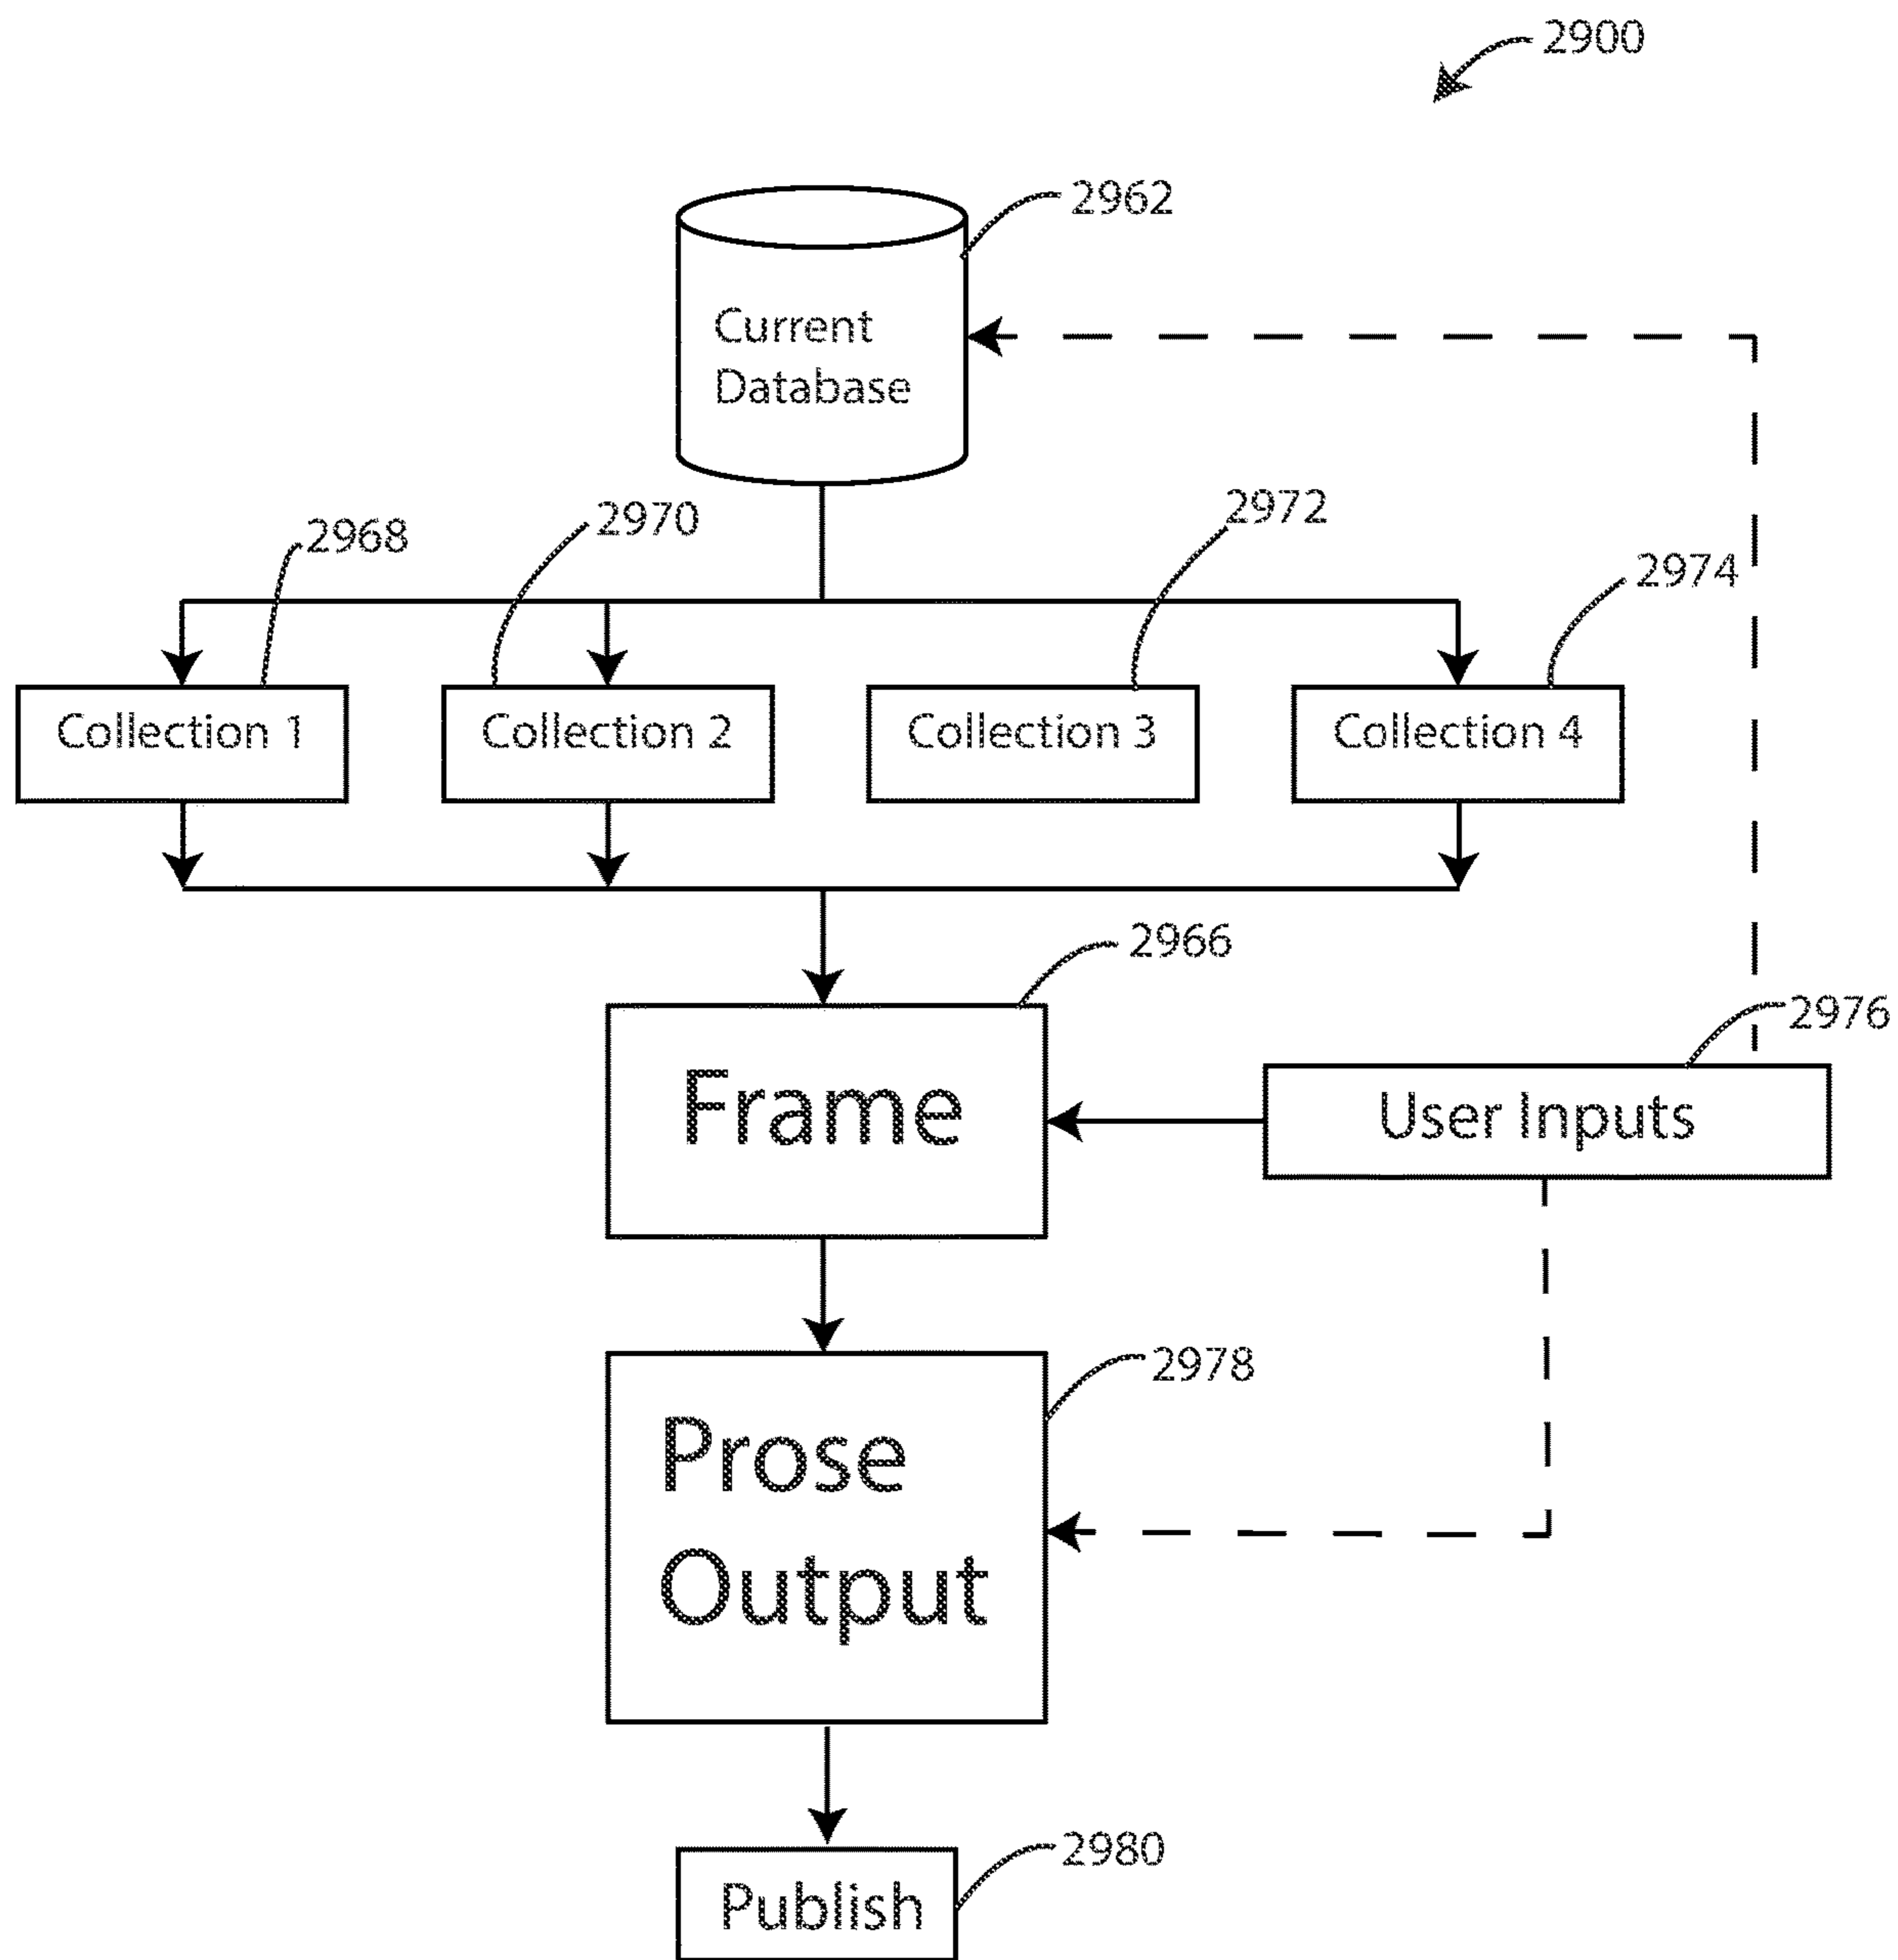 2900
2962
Current
Database
2968
2970
2972
2974
Collection 1
Collection 2
Collection 3
Collection 4
2966
Frame
2976
User Inputs
2978
Prose
Output
2980
Publish